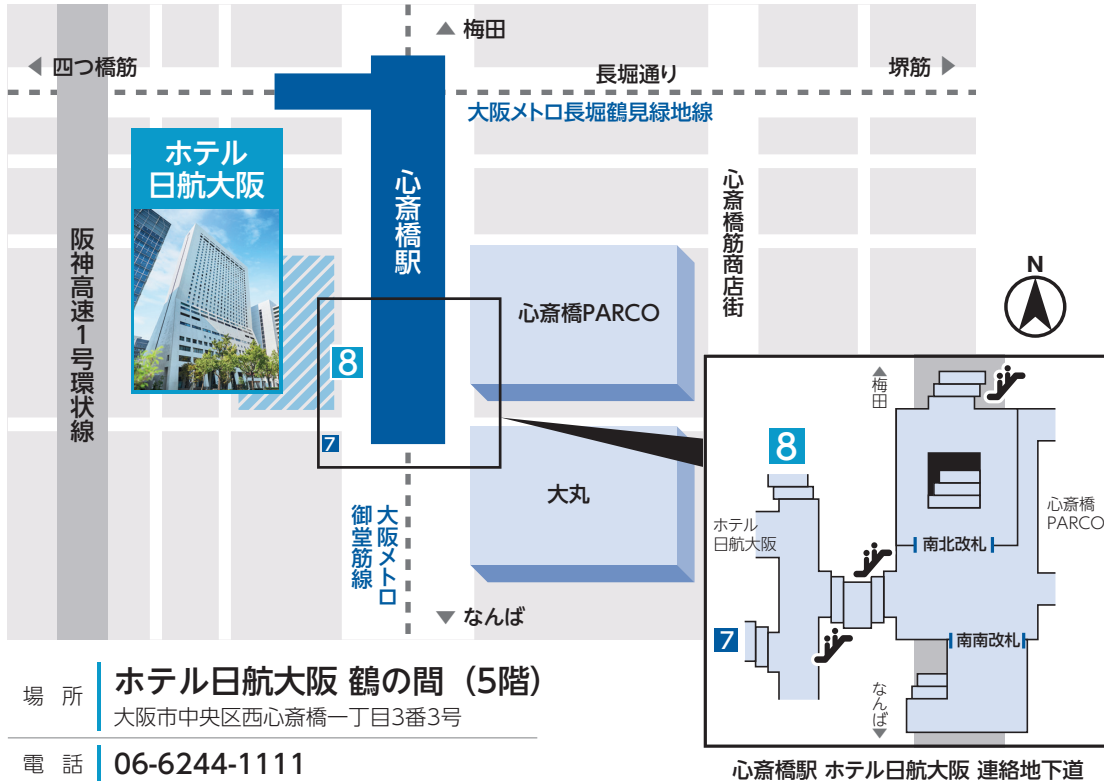 ▲ 梅田
◀ 四つ橋筋
長堀通り
堺筋 ▶
大阪メトロ長堀鶴見緑地線
ホテル
日航大阪
心斎橋駅
心斎橋筋商店街
阪神高速1号環状線
心斎橋PARCO
N
8
7
大丸
大阪メトロ
御堂筋線
▼ なんば
▲梅田
8
ホテル
日航大阪
心斎橋
PARCO
南北改札
7
南南改札
なんば▼
場所
ホテル日航大阪 鶴の間（5階）
大阪市中央区西心斎橋一丁目3番3号
電話
06-6244-1111
心斎橋駅 ホテル日航大阪 連絡地下道